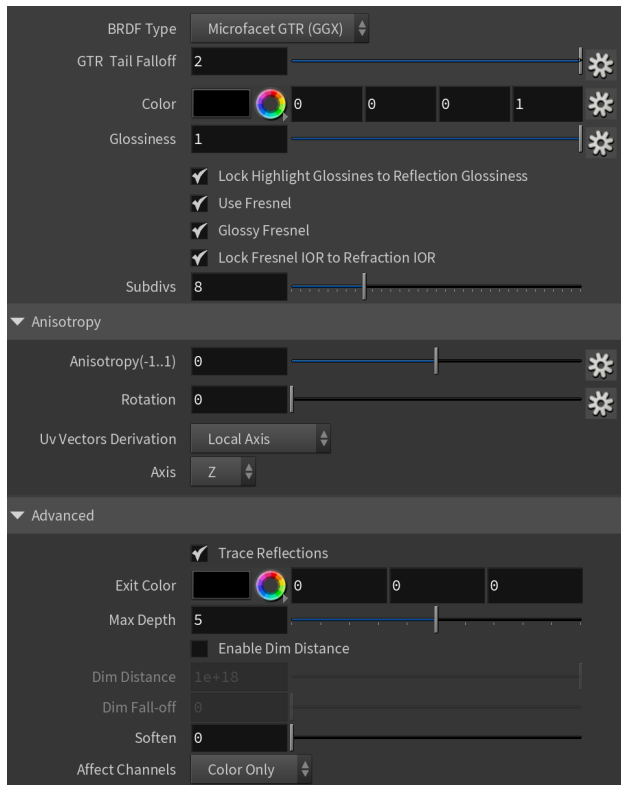 BRDF Type Microfacet GTR (GGX)
GTR Tail Falloff 2
Color 0 0 0 1
Glossiness 1
Lock Highlight Glossines to Reflection Glossiness
Use Fresnel
Glossy Fresnel
Lock Fresnel IOR to Refraction IOR
Subdivs 8
Anisotropy
Anisotropy(-1..1) 0
Rotation 0
Uv Vectors Derivation Local Axis
Axis Z
Advanced
Trace Reflections
Exit Color 0 0 0
Max Depth 5
Enable Dim Distance
Dim Distance 1e+18
Dim Fall-off 0
Soften 0
Affect Channels Color Only